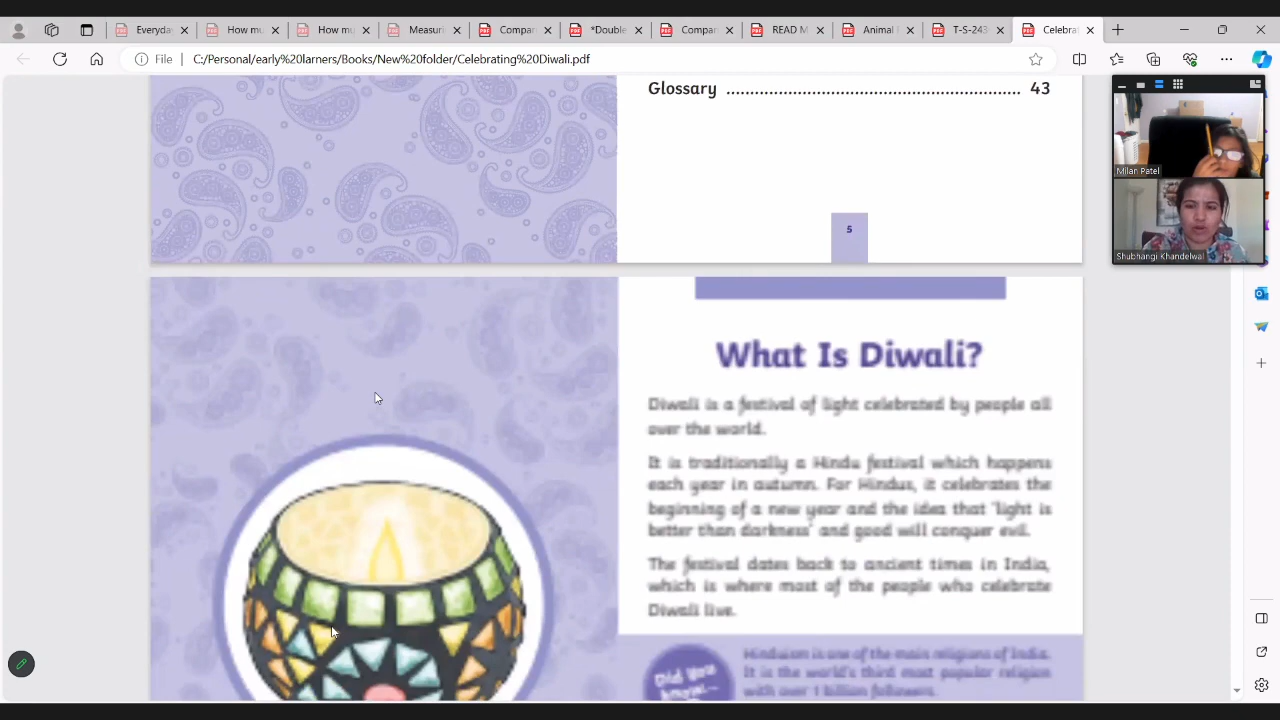 Everyday
How mu
How mu
Measuri
Compar
*Double
Compar
READ M
Animal
T-S-243
Celebrat
File
C:/Personal/early%20larners/Books/New%20folder/Celebrating%20Diwali.pdf
Glossary ............................................................ 43
5
Milan Patel
Shubhangi Khandelwal
What Is Diwali?
Diwali is a festival of light celebrated by people all
over the world.
It is traditionally a Hindu festival which happens
each year in autumn. For Hindus, it celebrates the
beginning of a new year and the idea that 'light is
better than darkness' and good will conquer evil.
The festival dates back to ancient times in India,
which is where most of the people who celebrate
Diwali live.
Did You
Know...
Hinduism is one of the main religions of India.
It is the world's third most popular religion
with over 1 billion followers.